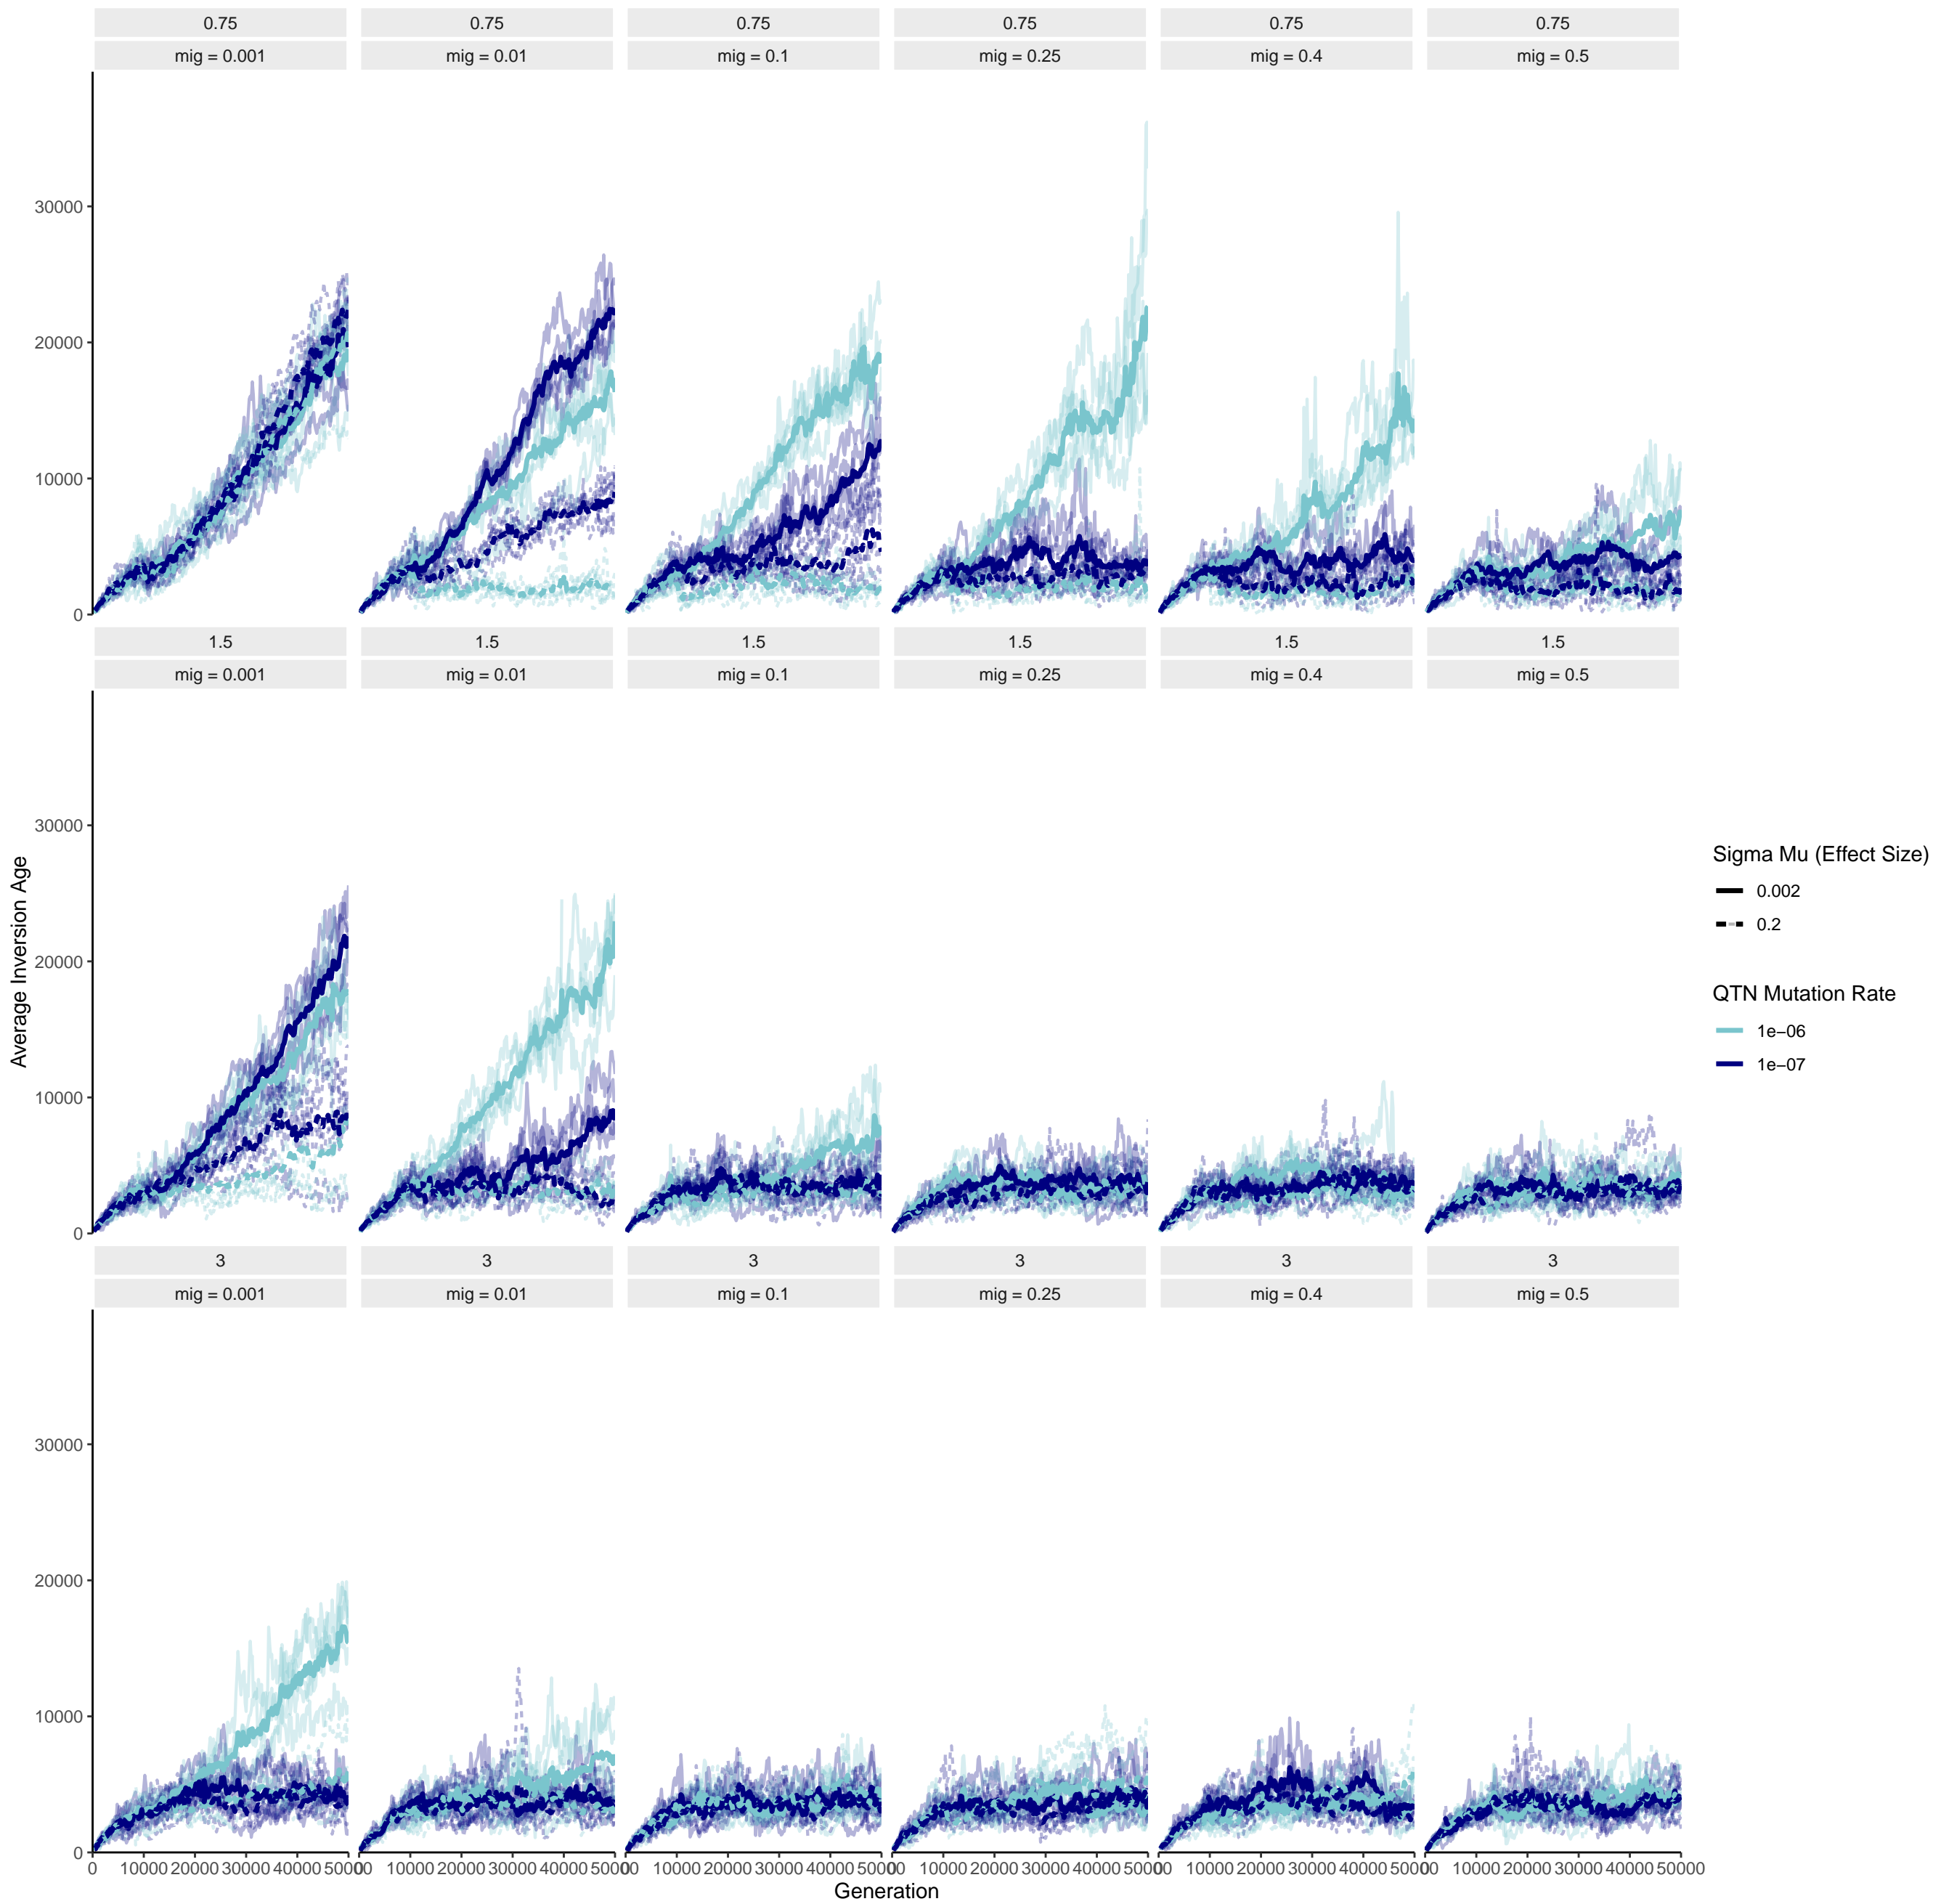 0.75 0.75 0.75 0.75 0.75 0.75
mig = 0.001 mig = 0.01 mig = 0.1 mig = 0.25 mig = 0.4 mig = 0.5
30000
20000
10000
0
1.5 1.5 1.5 1.5 1.5 1.5
mig = 0.001 mig = 0.01 mig = 0.1 mig = 0.25 mig = 0.4 mig = 0.5
30000
20000
10000
0
3 3 3 3 3 3
mig = 0.001 mig = 0.01 mig = 0.1 mig = 0.25 mig = 0.4 mig = 0.5
30000
20000
10000
0
0 10000 20000 30000 40000 50000 0 10000 20000 30000 40000 50000 0 10000 20000 30000 40000 50000 0 10000 20000 30000 40000 50000 0 10000 20000 30000 40000 50000 0 10000 20000 30000 40000 50000
Generation
Average Inversion Age
Sigma Mu (Effect Size)
0.002
0.2
QTN Mutation Rate
1e−06
1e−07